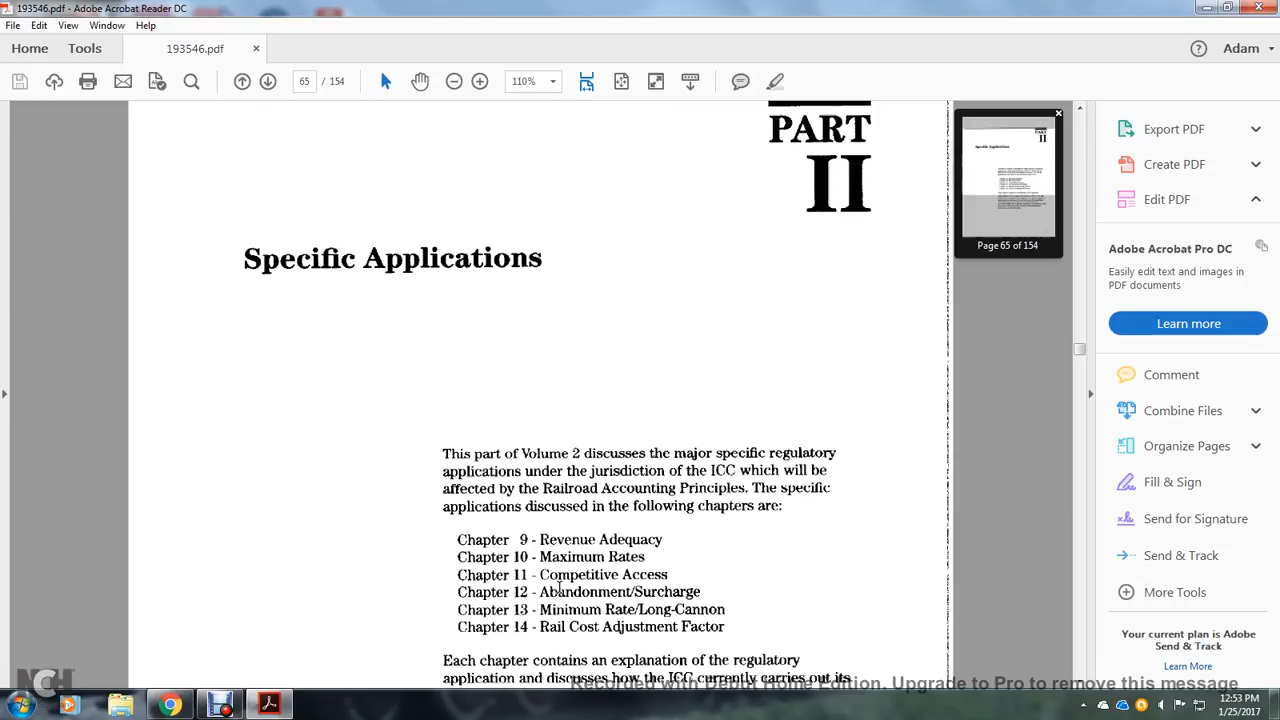 193546.pdf - Adobe Acrobat Reader DC
File Edit View Window Help
Home Tools 193546.pdf × Adam
65 / 154 110%
PART
II
Specific Applications
This part of Volume 2 discusses the major specific regulatory
applications under the jurisdiction of the ICC which will be
affected by the Railroad Accounting Principles. The specific
applications discussed in the following chapters are:
Chapter 9 - Revenue Adequacy
Chapter 10 - Maximum Rates
Chapter 11 - Competitive Access
Chapter 12 - Abandonment/Surcharge
Chapter 13 - Minimum Rate/Long-Cannon
Chapter 14 - Rail Cost Adjustment Factor
Each chapter contains an explanation of the regulatory
application and discusses how the ICC currently carries out its
Page 65 of 154
Export PDF
Create PDF
Edit PDF
Adobe Acrobat Pro DC
Easily edit text and images in
PDF documents
Learn more
Comment
Combine Files
Organize Pages
Fill & Sign
Send for Signature
Send & Track
More Tools
Your current plan is Adobe
Send & Track
Learn More
NCH
Recorded with Debut Home Edition. Upgrade to Pro to remove this message
12:53 PM
1/25/2017